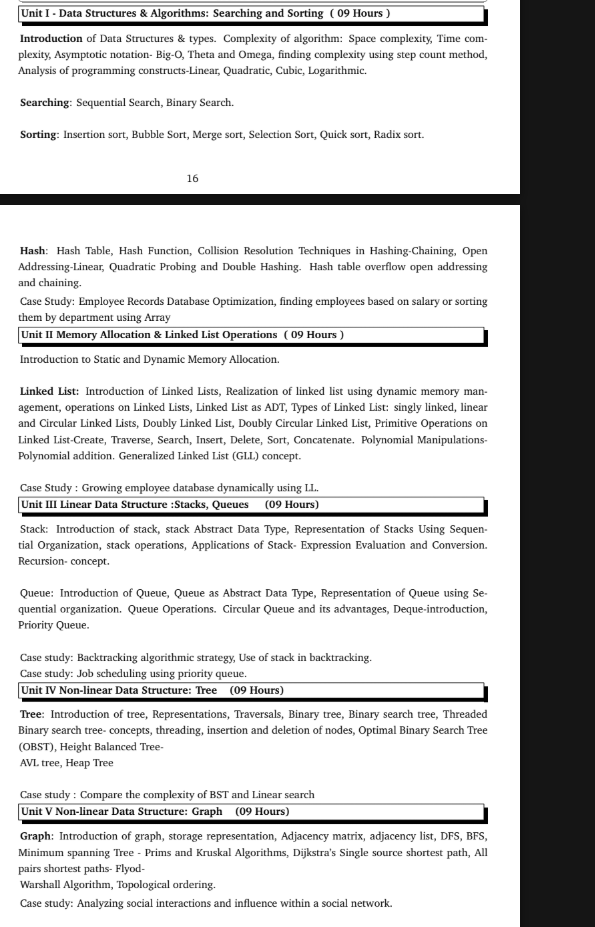 Unit I - Data Structures & Algorithms: Searching and Sorting ( 09 Hours )
Introduction of Data Structures & types. Complexity of algorithm: Space complexity, Time com-
plexity, Asymptotic notation- Big-O, Theta and Omega, finding complexity using step count method,
Analysis of programming constructs-Linear, Quadratic, Cubic, Logarithmic.
Searching: Sequential Search, Binary Search.
Sorting: Insertion sort, Bubble Sort, Merge sort, Selection Sort, Quick sort, Radix sort.
16
Hash: Hash Table, Hash Function, Collision Resolution Techniques in Hashing-Chaining, Open
Addressing-Linear, Quadratic Probing and Double Hashing. Hash table overflow open addressing
and chaining.
Case Study: Employee Records Database Optimization, finding employees based on salary or sorting
them by department using Array
Unit II Memory Allocation & Linked List Operations ( 09 Hours )
Introduction to Static and Dynamic Memory Allocation.
Linked List: Introduction of Linked Lists, Realization of linked list using dynamic memory man-
agement, operations on Linked Lists, Linked List as ADT, Types of Linked List: singly linked, linear
and Circular Linked Lists, Doubly Linked List, Doubly Circular Linked List, Primitive Operations on
Linked List-Create, Traverse, Search, Insert, Delete, Sort, Concatenate. Polynomial Manipulations-
Polynomial addition. Generalized Linked List (GLL) concept.
Case Study : Growing employee database dynamically using LL.
Unit III Linear Data Structure :Stacks, Queues (09 Hours)
Stack: Introduction of stack, stack Abstract Data Type, Representation of Stacks Using Sequen-
tial Organization, stack operations, Applications of Stack- Expression Evaluation and Conversion.
Recursion- concept.
Queue: Introduction of Queue, Queue as Abstract Data Type, Representation of Queue using Se-
quential organization. Queue Operations. Circular Queue and its advantages, Deque-introduction,
Priority Queue.
Case study: Backtracking algorithmic strategy, Use of stack in backtracking.
Case study: Job scheduling using priority queue.
Unit IV Non-linear Data Structure: Tree (09 Hours)
Tree: Introduction of tree, Representations, Traversals, Binary tree, Binary search tree, Threaded
Binary search tree- concepts, threading, insertion and deletion of nodes, Optimal Binary Search Tree
(OBST), Height Balanced Tree-
AVL tree, Heap Tree
Case study : Compare the complexity of BST and Linear search
Unit V Non-linear Data Structure: Graph (09 Hours)
Graph: Introduction of graph, storage representation, Adjacency matrix, adjacency list, DFS, BFS,
Minimum spanning Tree - Prims and Kruskal Algorithms, Dijkstra's Single source shortest path, All
pairs shortest paths- Flyod-
Warshall Algorithm, Topological ordering.
Case study: Analyzing social interactions and influence within a social network.